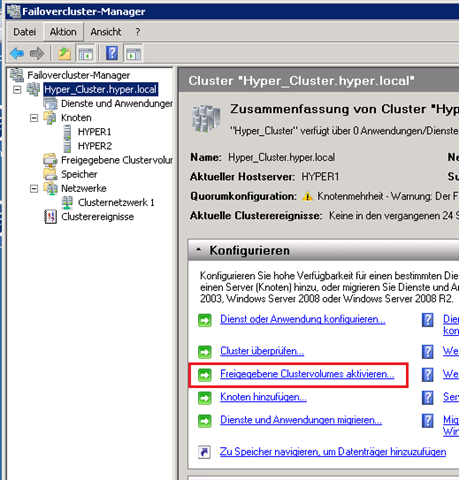 Failovercluster-Manager
Datei Aktion Ansicht ?
Failovercluster-Manager
Hyper_Cluster.hyper.local
Dienste und Anwendungen
Knoten
HYPER1
HYPER2
Freigegebene Clustervolur
Speicher
Netzwerke
Clusternetzwerk 1
Clusterereignisse
Cluster "Hyper_Cluster.hyper.local"
Zusammenfassung von Cluster "Hyp
"Hyper_Cluster" verfügt über 0 Anwendungen/Dienste
Name: Hyper_Cluster.hyper.local Ne
Aktueller Hostserver: HYPER1 Su
Quorumkonfiguration: Knotenmehrheit - Warnung: Der F
Aktuelle Clusterereignisse: Keine in den vergangenen 24 S
Konfigurieren
Konfigurieren Sie hohe Verfügbarkeit für einen bestimmten Die
einen Server (Knoten) hinzu, oder migrieren Sie Dienste und Anw
2003, Windows Server 2008 oder Windows Server 2008 R2.
Dienst oder Anwendung konfigurieren... Dien
kon
Cluster überprüfen... We
Freigegebene Clustervolumes aktivieren... We
Knoten hinzufügen... Serv
Dienste und Anwendungen migrieren... Mig
Win
Zu Speicher navigieren, um Datenträger hinzuzufügen